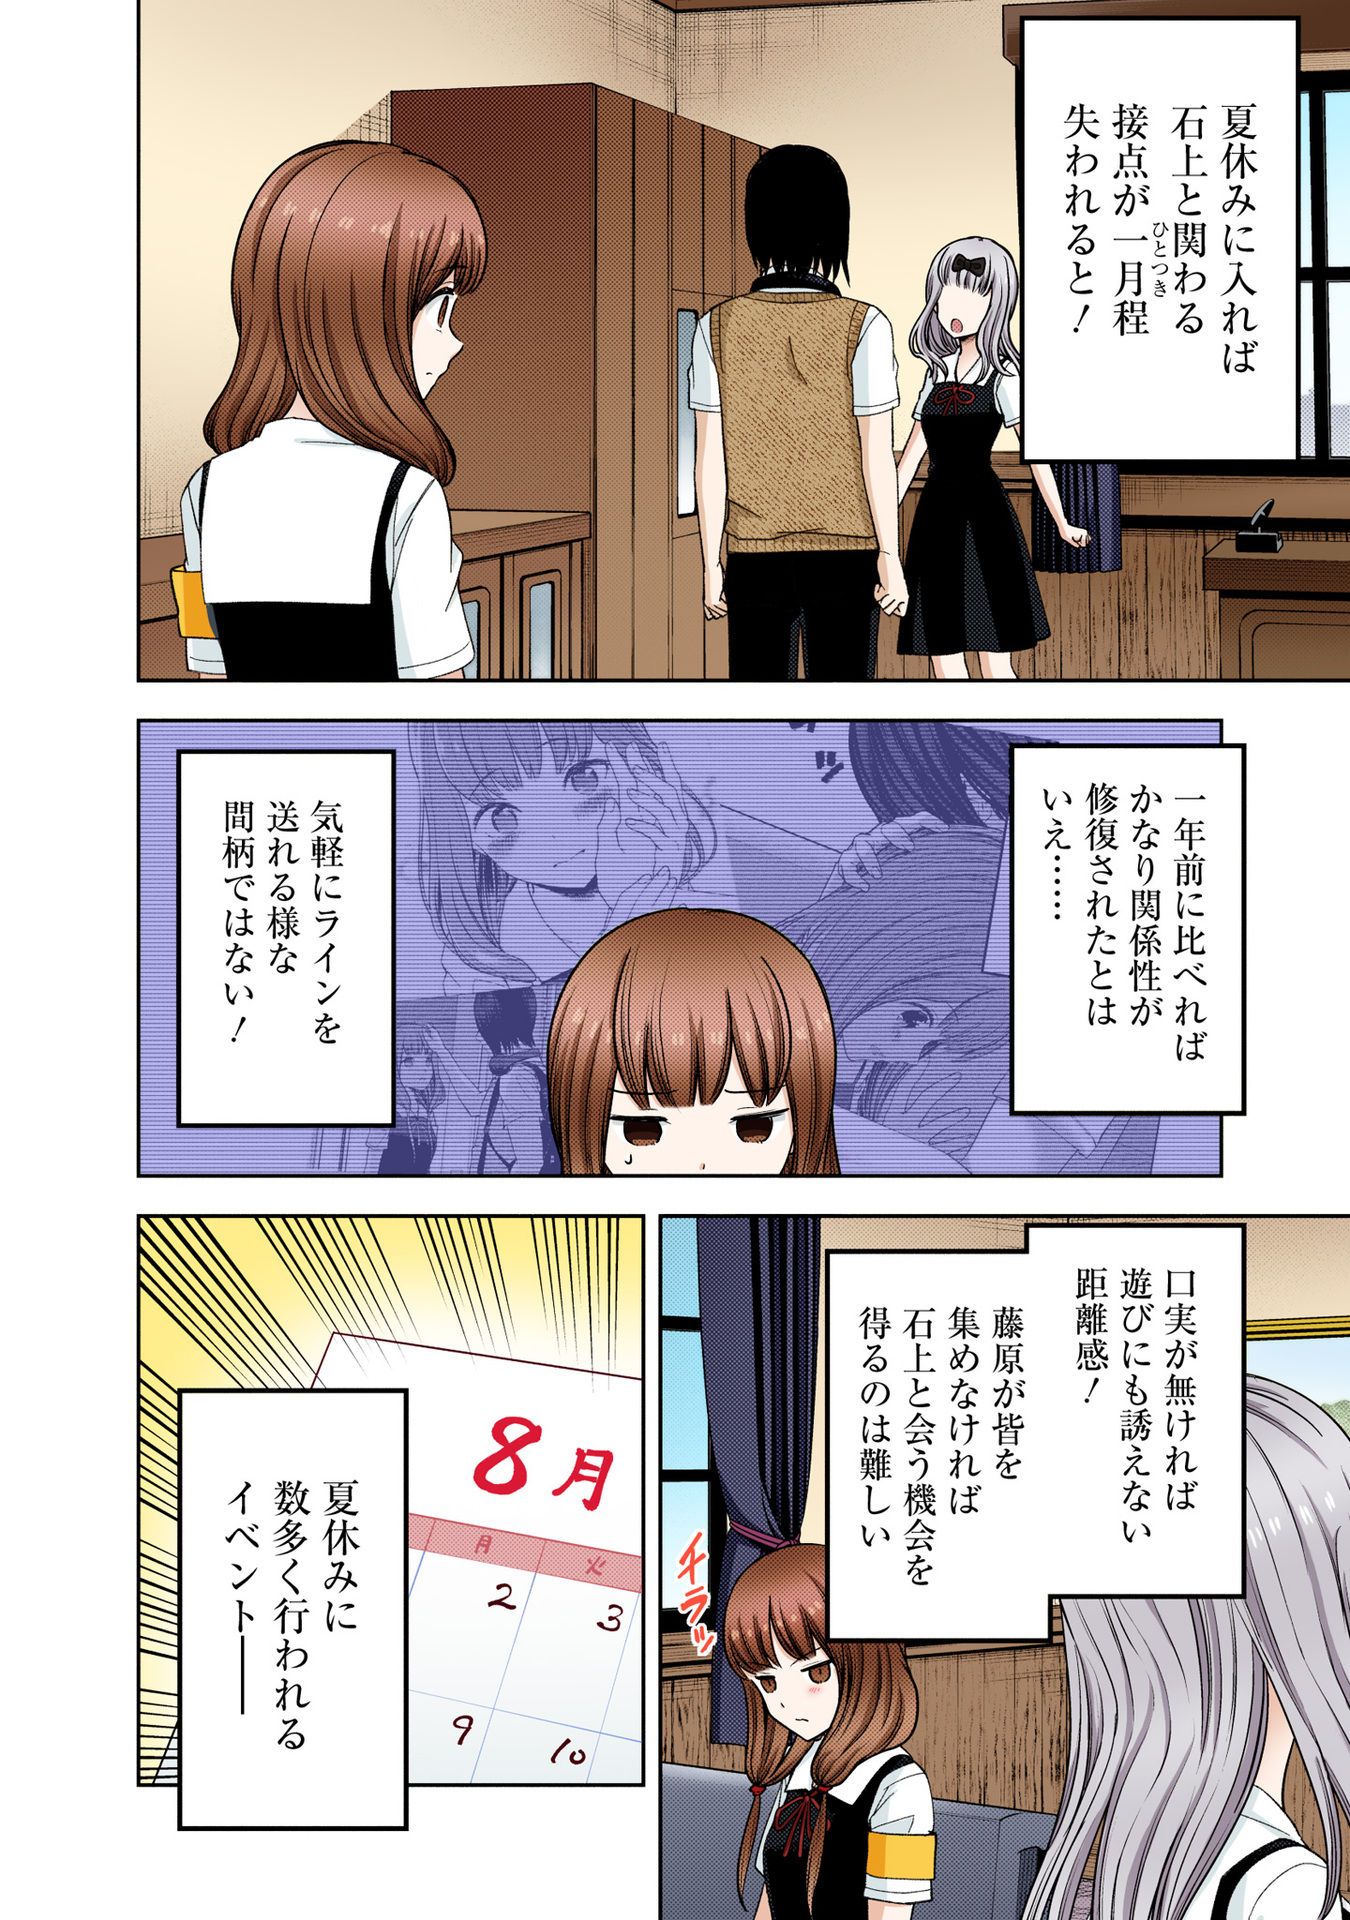 夏休みに入れば
石上と関わる
接点が一月程
ひとつき
失われると！
一年前に比べれば
かなり関係性が
修復されたとは
いえ……
気軽にラインを
送れる様な
間柄ではない！
口実が無ければ
遊びにも誘えない
距離感！
藤原が皆を
集めなければ
石上と会う機会を
得るのは難しい
イラッ
8月
月 火
2 3
9 10
夏休みに
数多く行われる
イベント——